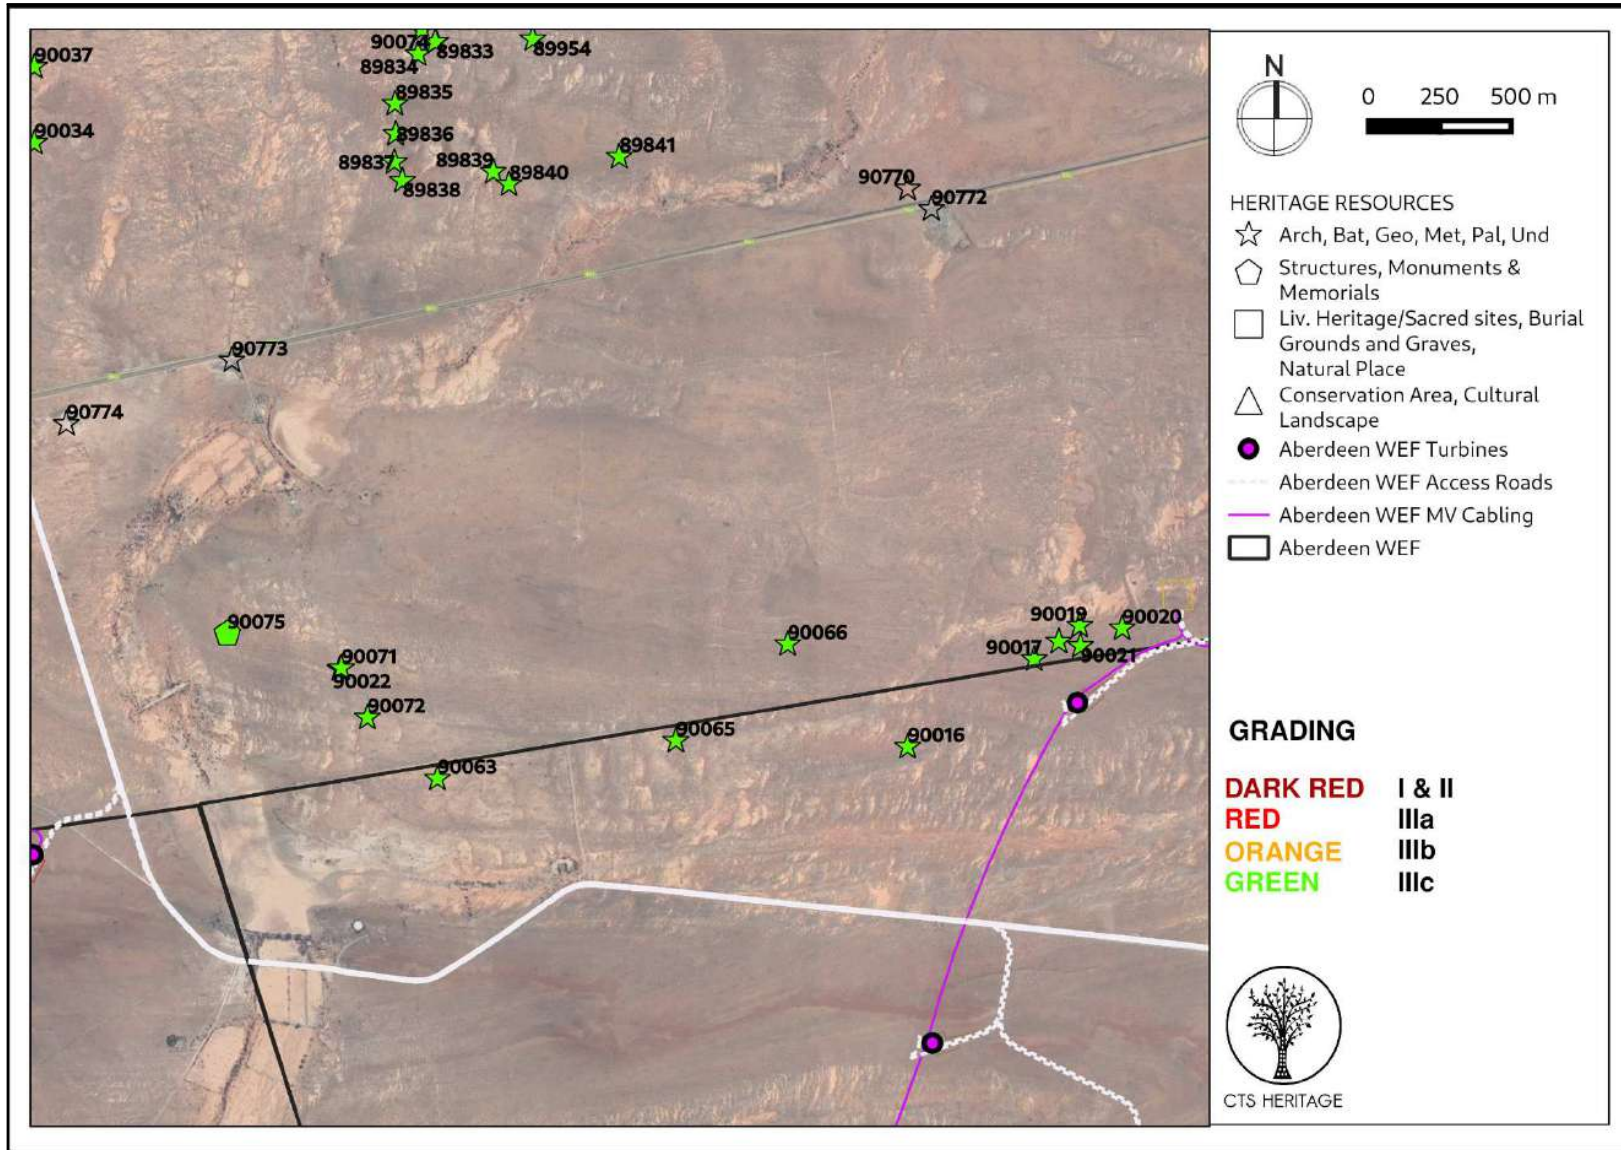 90037
90074
89833
89954
89834
89835
90034
89836
89841
89837
89839
89840
89838
90770
90772
90773
90774
90075
90066
90019
90020
90017
90021
90071
90022
90072
90065
90016
90063
N
0 250 500 m
HERITAGE RESOURCES
Arch, Bat, Geo, Met, Pal, Und
Structures, Monuments &
Memorials
Liv. Heritage/Sacred sites, Burial
Grounds and Graves,
Natural Place
Conservation Area, Cultural
Landscape
Aberdeen WEF Turbines
Aberdeen WEF Access Roads
Aberdeen WEF MV Cabling
Aberdeen WEF
GRADING
DARK RED I & II
RED IIIa
ORANGE IIIb
GREEN IIIc
CTS HERITAGE